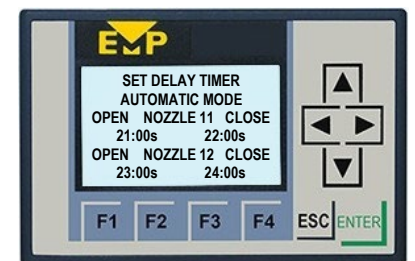 EMP
SET DELAY TIMER
AUTOMATIC MODE
OPEN NOZZLE 11 CLOSE
21:00s 22:00s
OPEN NOZZLE 12 CLOSE
23:00s 24:00s
F1 F2 F3 F4 ESC ENTER